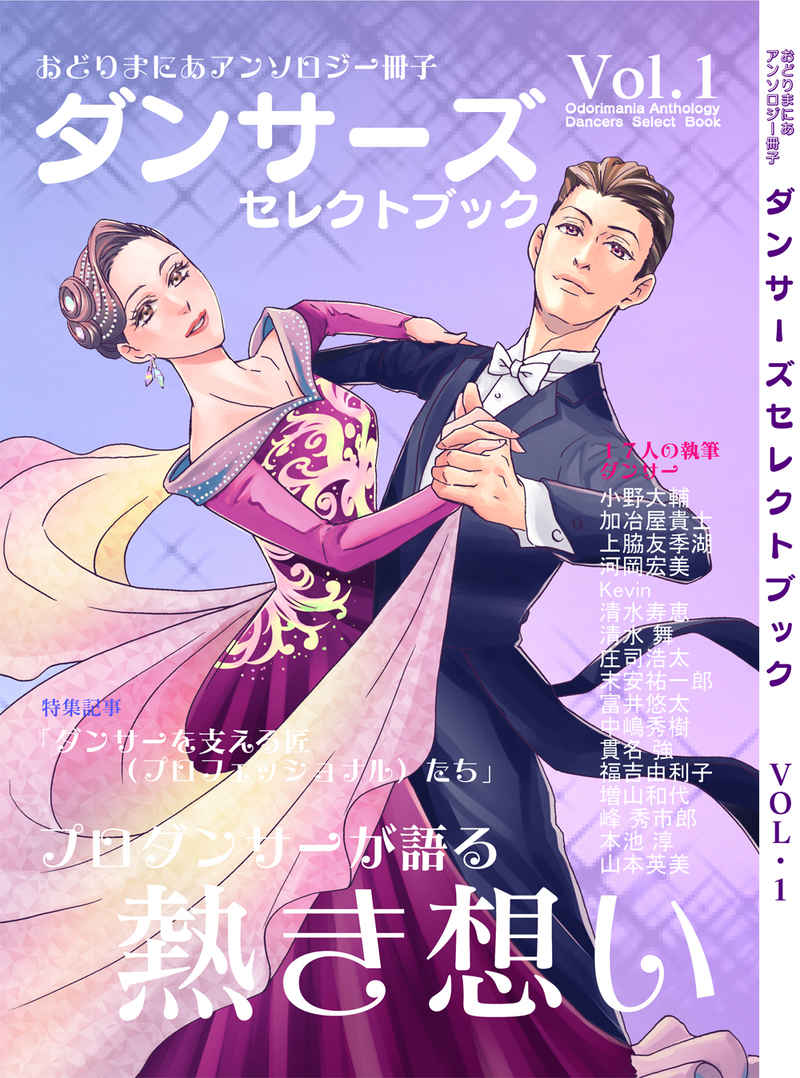 おどりまにあアンソロジー冊子
Vol.1
Odorimania Anthology
Dancers Select Book
ダンサーズ
セレクトブック
17人の執筆
ダンサー
小野大輔
加冶屋貴士
上脇友季湖
河岡宏美
Kevin
清水寿恵
清水 舞
庄司浩太
末安祐一郎
富井悠太
中嶋秀樹
貫名 強
福吉由利子
増山和代
峰 秀市郎
本池 淳
山本英美
特集記事
「ダンサーを支える匠
(プロフェッショナル) たち」
プロダンサーが語る
熱き想い
おどりまにあ
アンソロジー冊子
ダンサーズセレクトブック
VOL・1